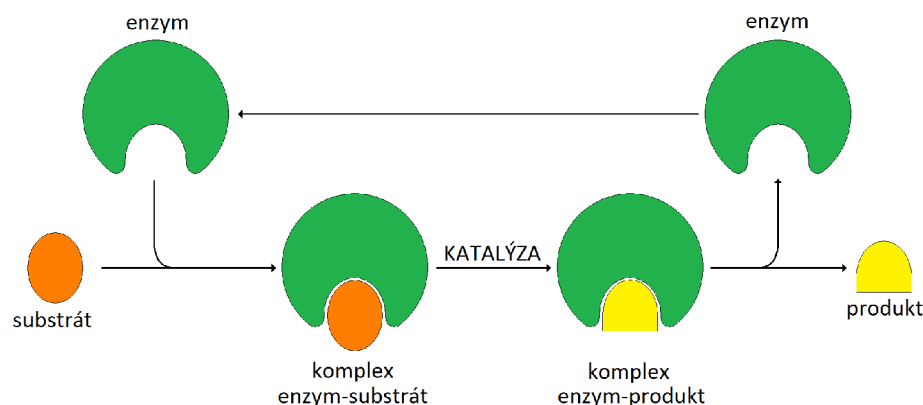 enzym
enzym
substrát
KATALÝZA
produkt
komplex
enzym-substrát
komplex
enzym-produkt